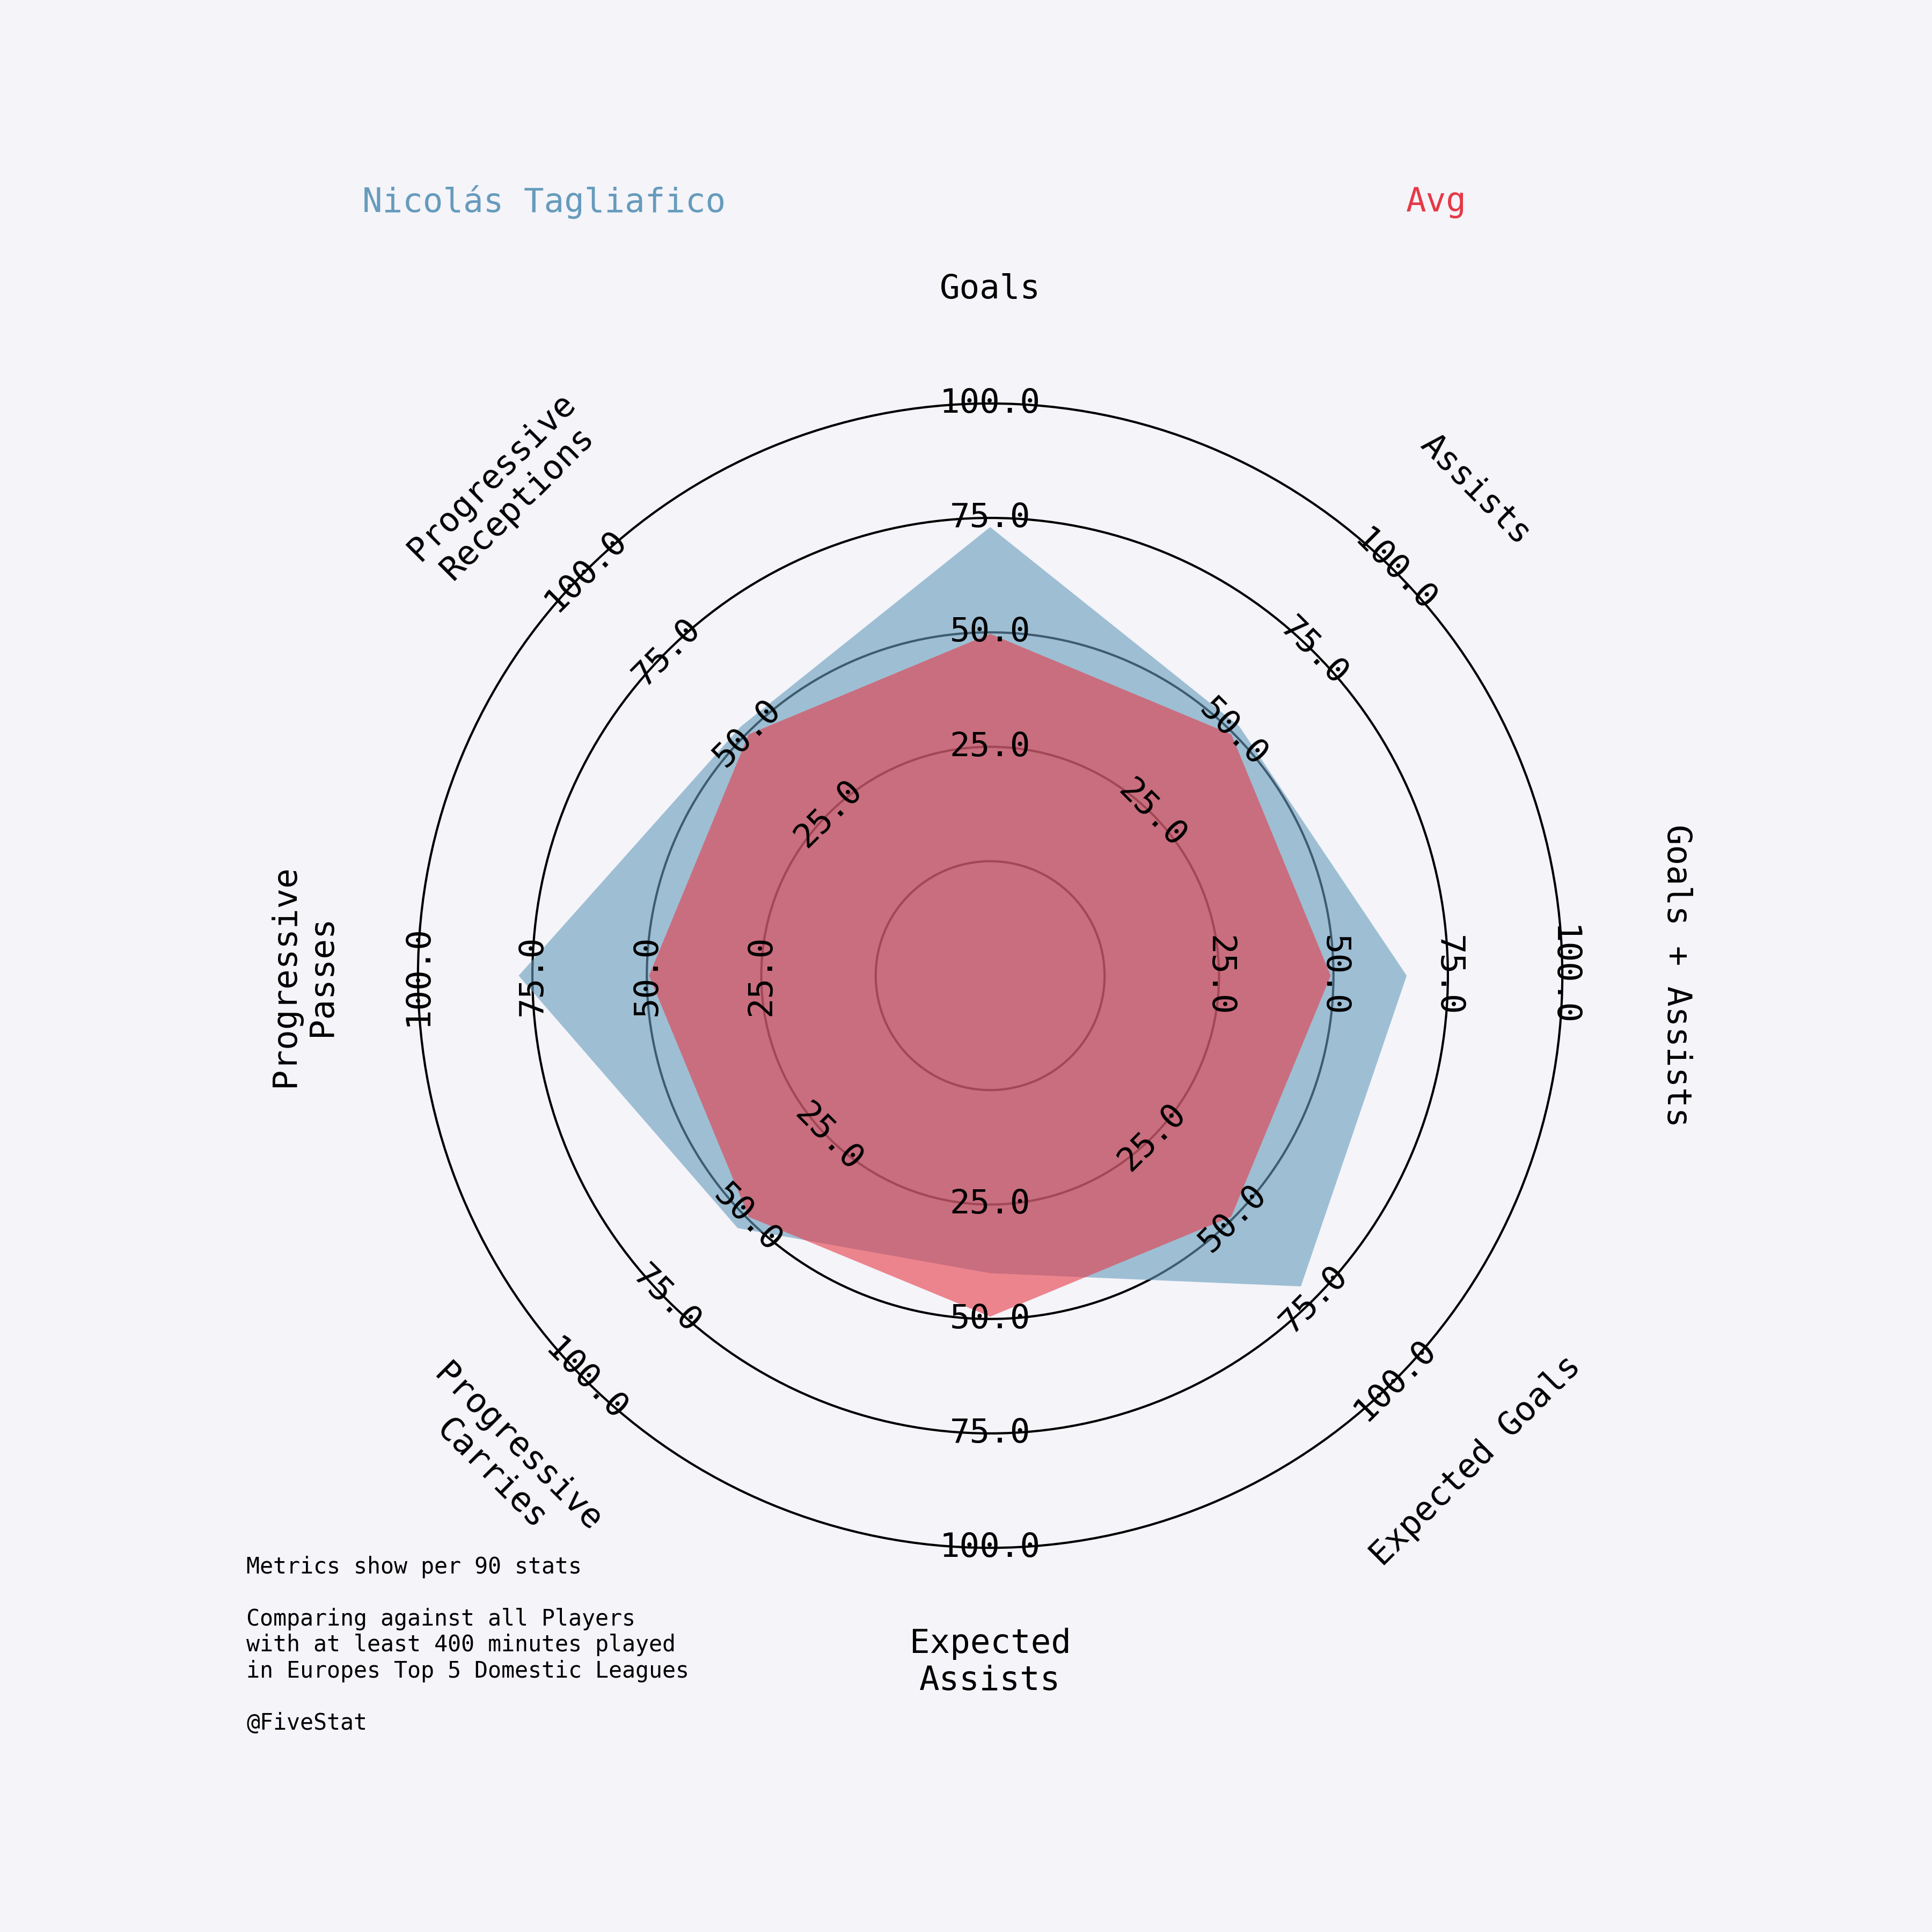 Nicolás Tagliafico
Avg
Goals
Assists
Goals + Assists
Expected Goals
Expected
Assists
Progressive
Carries
Progressive
Passes
Progressive
Receptions
25.0
50.0
75.0
100.0
25.0
50.0
75.0
100.0
25.0
50.0
75.0
100.0
25.0
50.0
75.0
100.0
25.0
50.0
75.0
100.0
25.0
50.0
75.0
100.0
25.0
50.0
75.0
100.0
25.0
50.0
75.0
100.0
Metrics show per 90 stats
Comparing against all Players
with at least 400 minutes played
in Europes Top 5 Domestic Leagues
@FiveStat